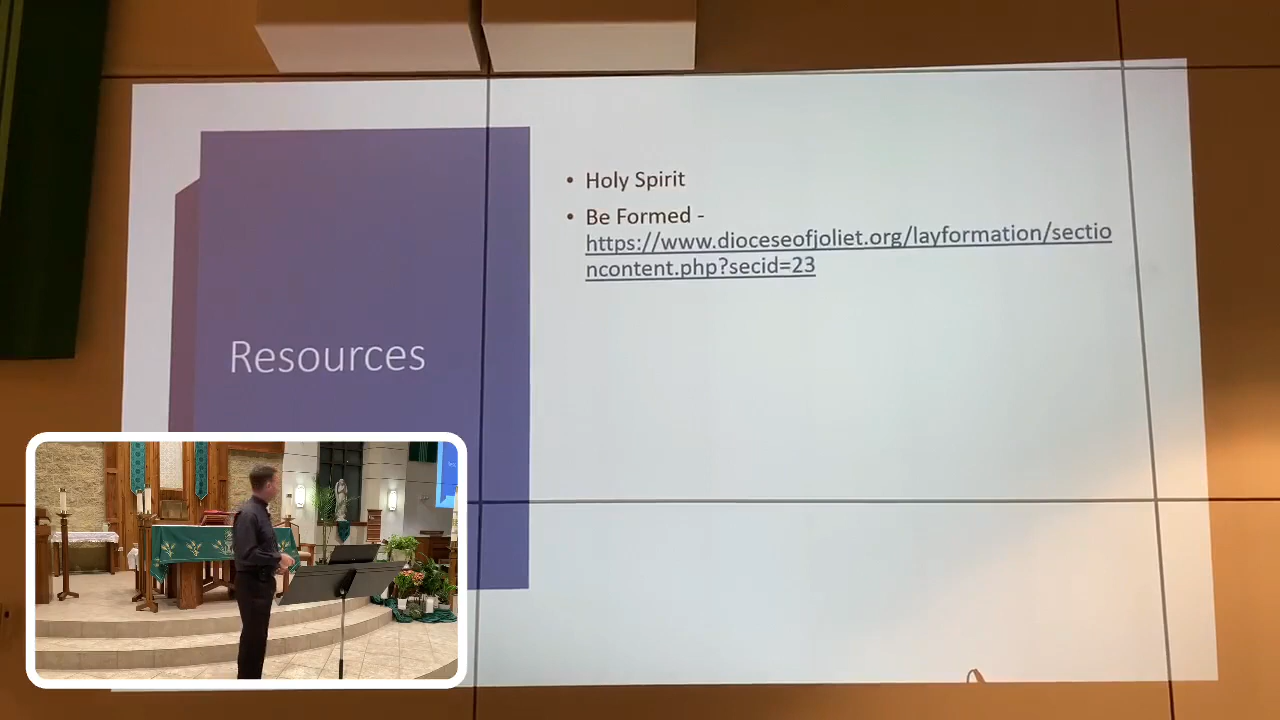 Resources
• Holy Spirit
• Be Formed -
https://www.dioceseofjoliet.org/layformation/sectio
ncontent.php?secid=23